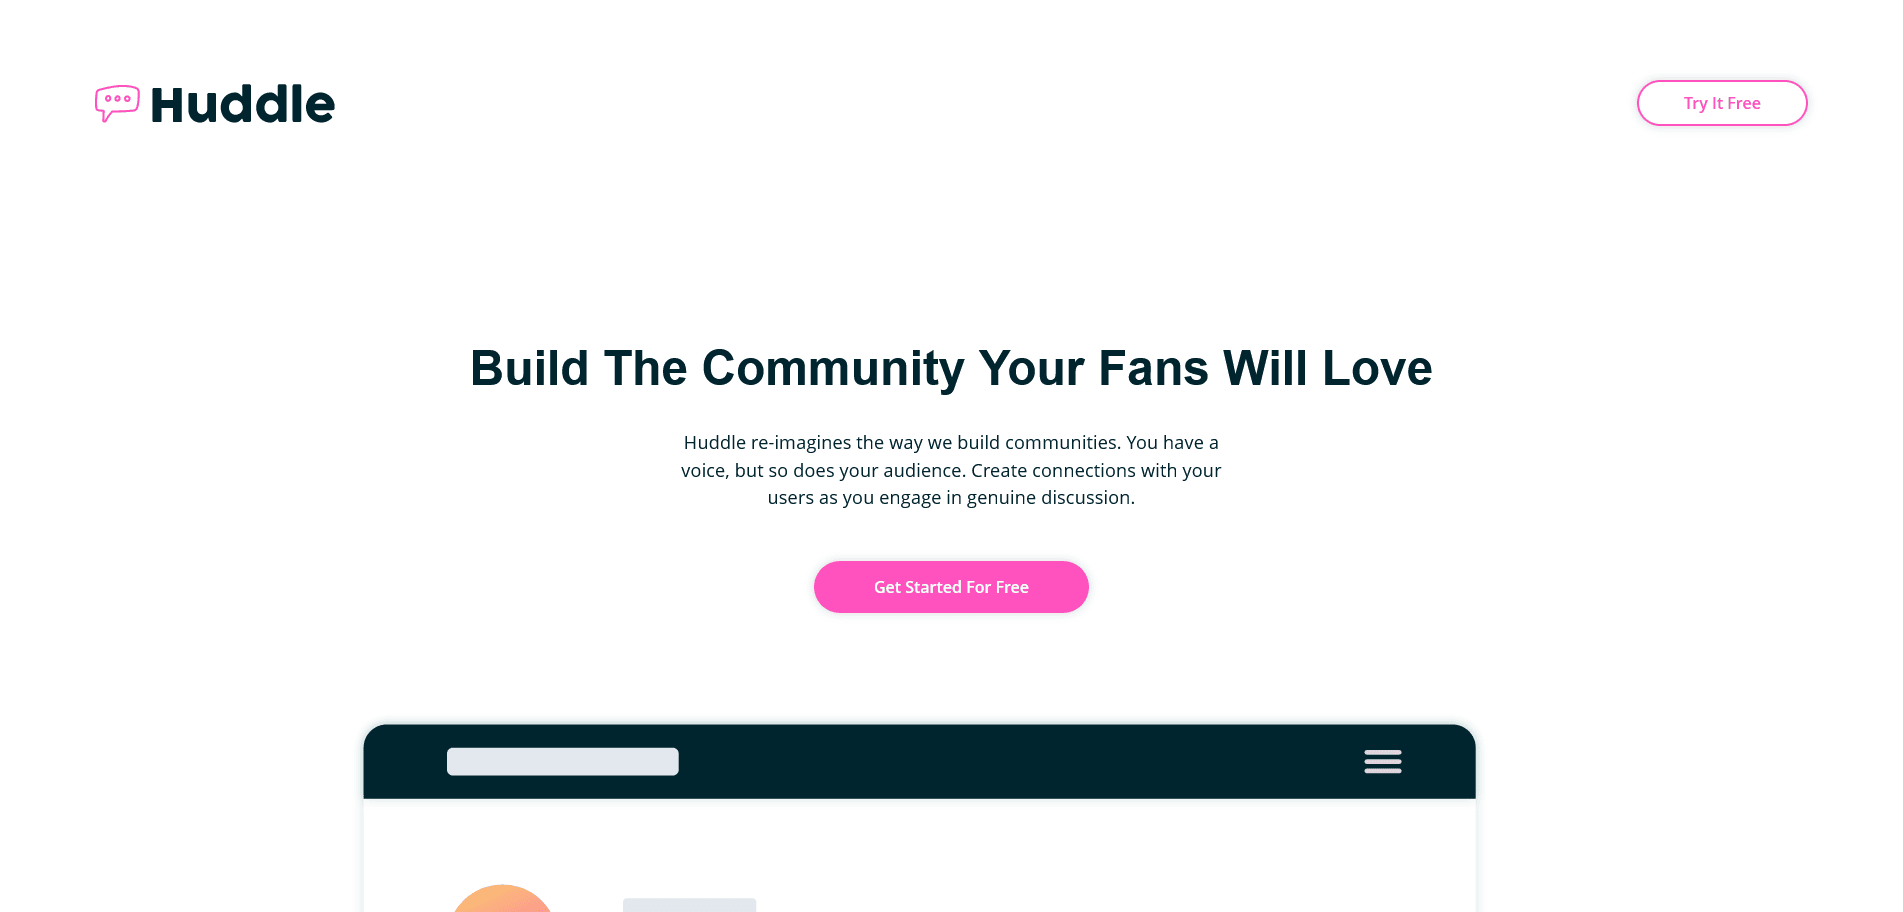 Huddle
Try It Free
Build The Community Your Fans Will Love
Huddle re-imagines the way we build communities. You have a
voice, but so does your audience. Create connections with your
users as you engage in genuine discussion.
Get Started For Free